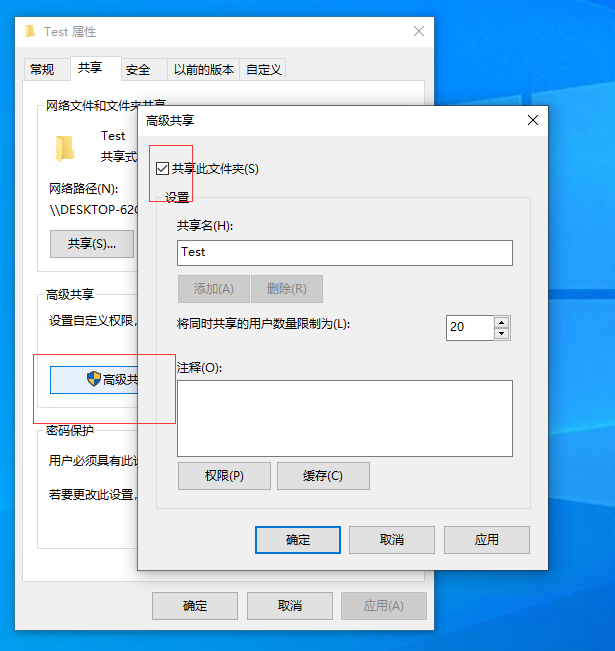 Test 属性
常规
共享
安全
以前的版本
自定义
网络文件和文件夹共享
Test
共享式
网络路径(N):
\\DESKTOP-62
共享(S)...
高级共享
设置自定义权限,
高级共
密码保护
用户必须具有此
若要更改此设置,
确定
取消
应用(A)
高级共享
共享此文件夹(S)
设置
共享名(H):
Test
添加(A)
删除(R)
将同时共享的用户数量限制为(L):
20
注释(O):
权限(P)
缓存(C)
确定
取消
应用